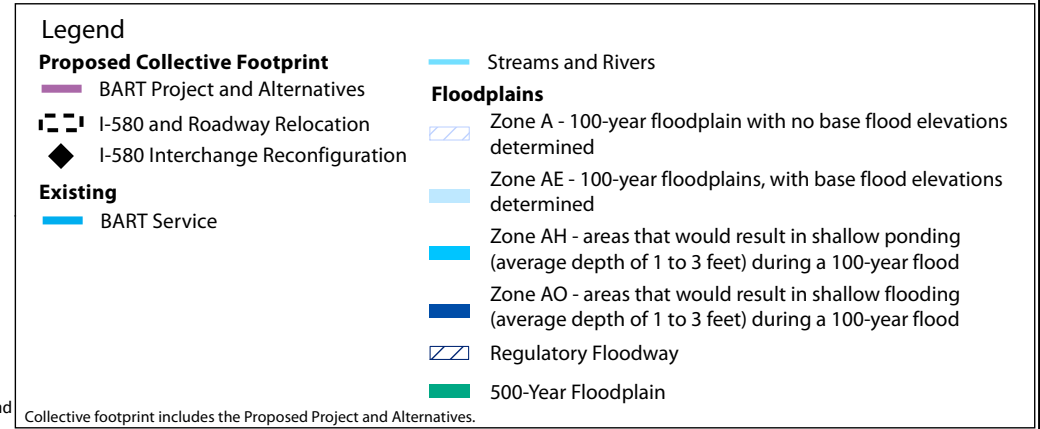 Legend
Proposed Collective Footprint
BART Project and Alternatives
I-580 and Roadway Relocation
I-580 Interchange Reconfiguration
Existing
BART Service
Streams and Rivers
Floodplains
Zone A - 100-year floodplain with no base flood elevations
determined
Zone AE - 100-year floodplains, with base flood elevations
determined
Zone AH - areas that would result in shallow ponding
(average depth of 1 to 3 feet) during a 100-year flood
Zone AO - areas that would result in shallow flooding
(average depth of 1 to 3 feet) during a 100-year flood
Regulatory Floodway
500-Year Floodplain
Collective footprint includes the Proposed Project and Alternatives.